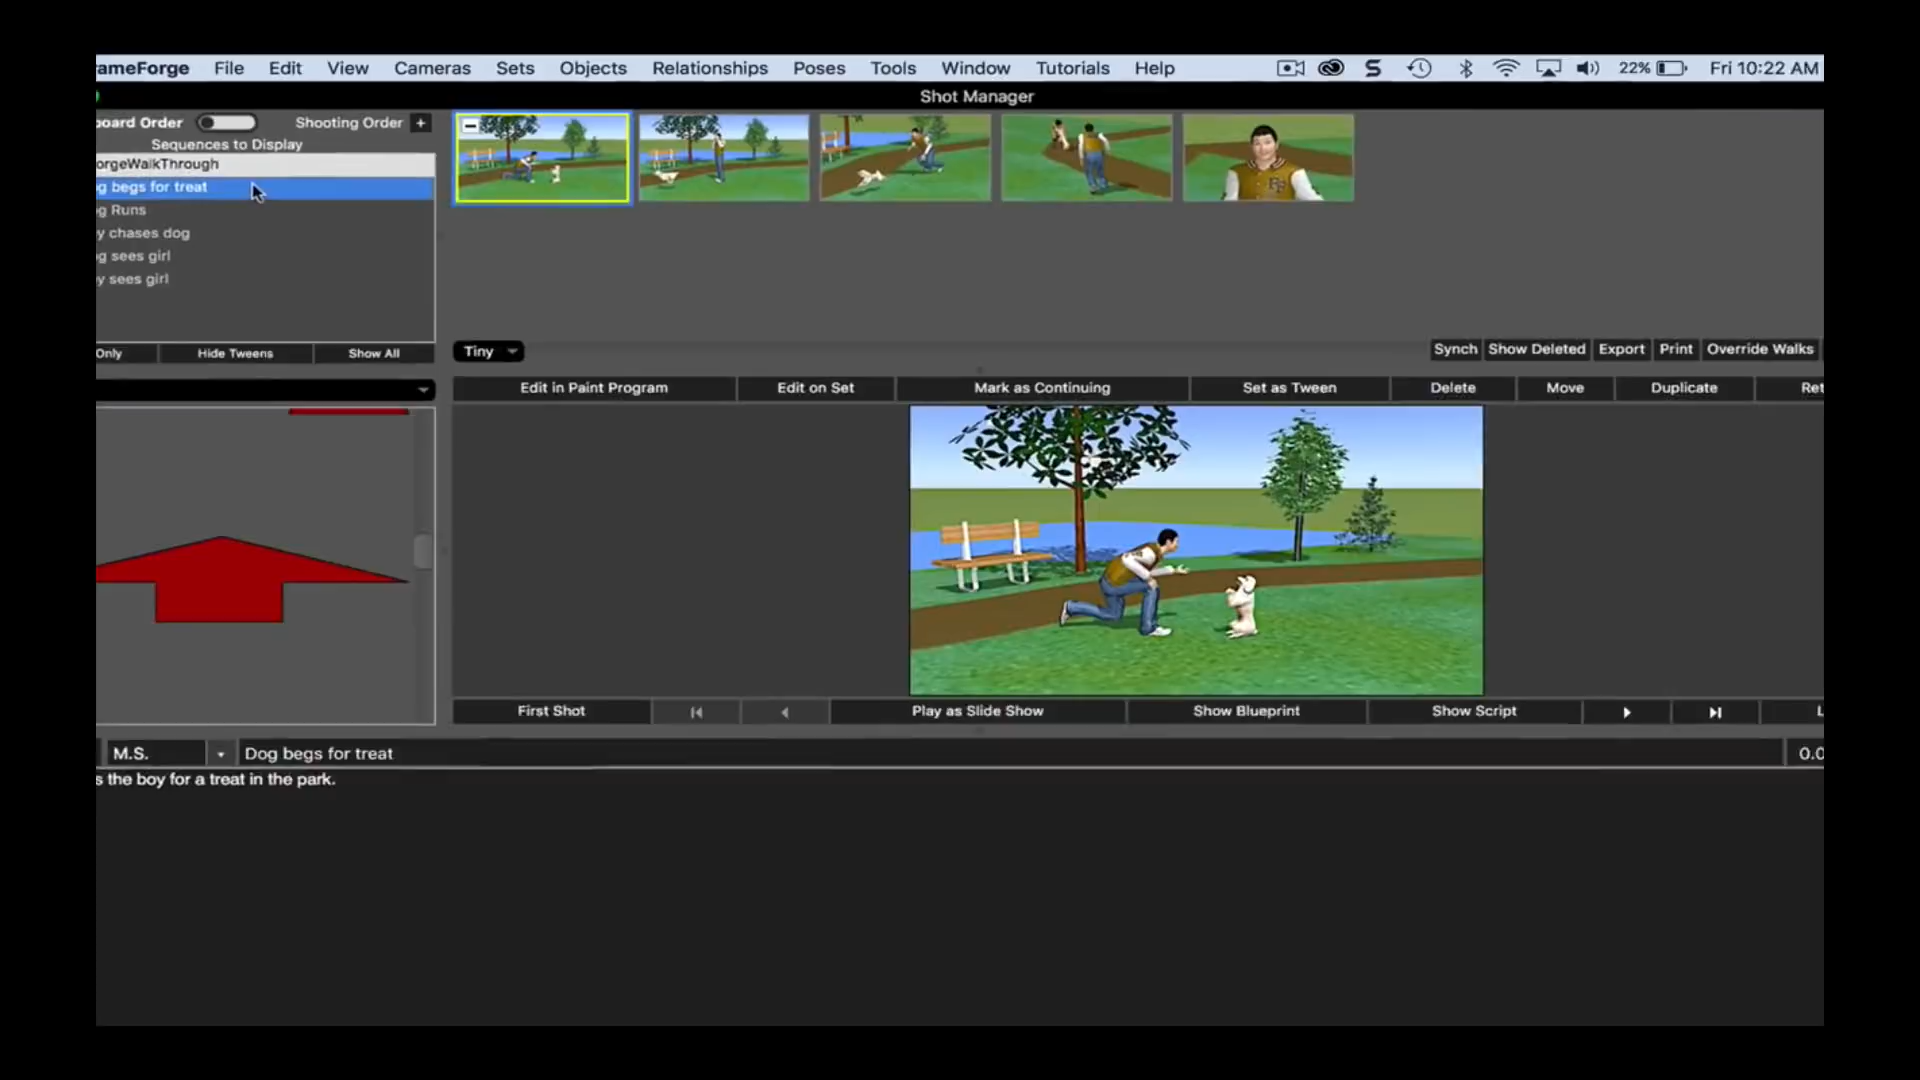 ameForge File Edit View Cameras Sets Objects Relationships Poses Tools Window Tutorials Help 22% Fri 10:22 AM
Shot Manager
board Order Shooting Order +
Sequences to Display
orgeWalkThrough
g begs for treat
g Runs
y chases dog
g sees girl
y sees girl
Only Hide Tweens Show All
Tiny
Synch Show Deleted Export Print Override Walks
Edit in Paint Program Edit on Set Mark as Continuing Set as Tween Delete Move Duplicate Ret
First Shot Play as Slide Show Show Blueprint Show Script L
M.S. Dog begs for treat 0.0
s the boy for a treat in the park.